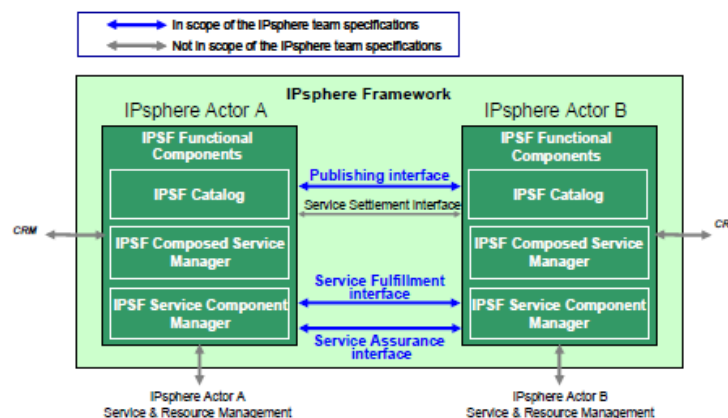 In scope of the IPsphere team specifications
Not in scope of the IPsphere team specifications
IPsphere Framework
IPsphere Actor A
IPSF Functional
Components
IPSF Catalog
IPSF Composed Service
Manager
IPSF Service Component
Manager
CRM
Publishing interface
Service Settlement Interface
Service Fulfillment
interface
Service Assurance
interface
IPsphere Actor B
IPSF Functional
Components
IPSF Catalog
IPSF Composed Service
Manager
IPSF Service Component
Manager
CR
IPsphere Actor A
Service & Resource Management
IPsphere Actor B
Service & Resource Management